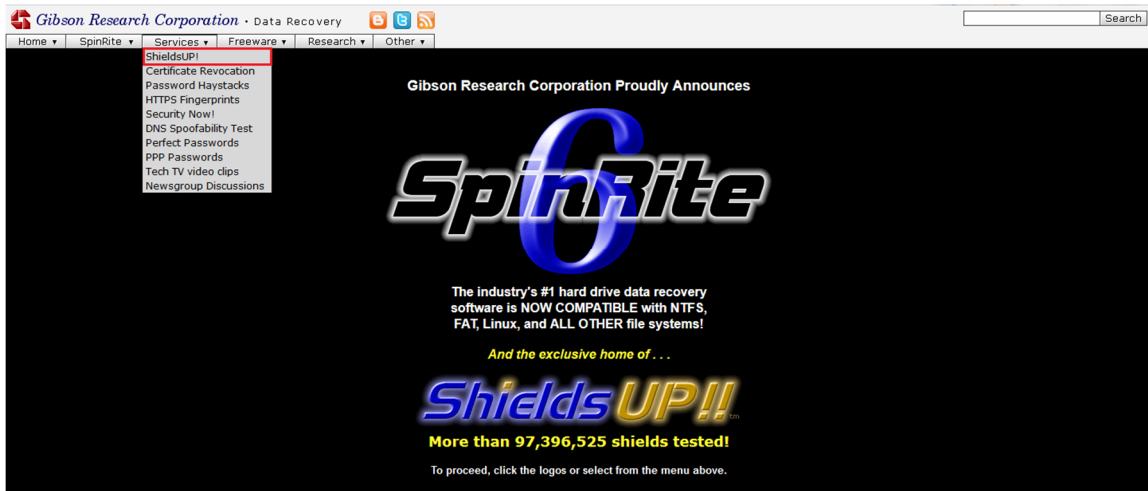 Gibson Research Corporation · Data Recovery
Search
Home ▾ SpinRite ▾ Services ▾ Freeware ▾ Research ▾ Other ▾
ShieldsUP!
Certificate Revocation
Password Haystacks
HTTPS Fingerprints
Security Now!
DNS Spoofability Test
Perfect Passwords
PPP Passwords
Tech TV video clips
Newsgroup Discussions
Gibson Research Corporation Proudly Announces
6
SpinRite
The industry's #1 hard drive data recovery
software is NOW COMPATIBLE with NTFS,
FAT, Linux, and ALL OTHER file systems!
And the exclusive home of . . .
ShieldsUP!! tm
More than 97,396,525 shields tested!
To proceed, click the logos or select from the menu above.